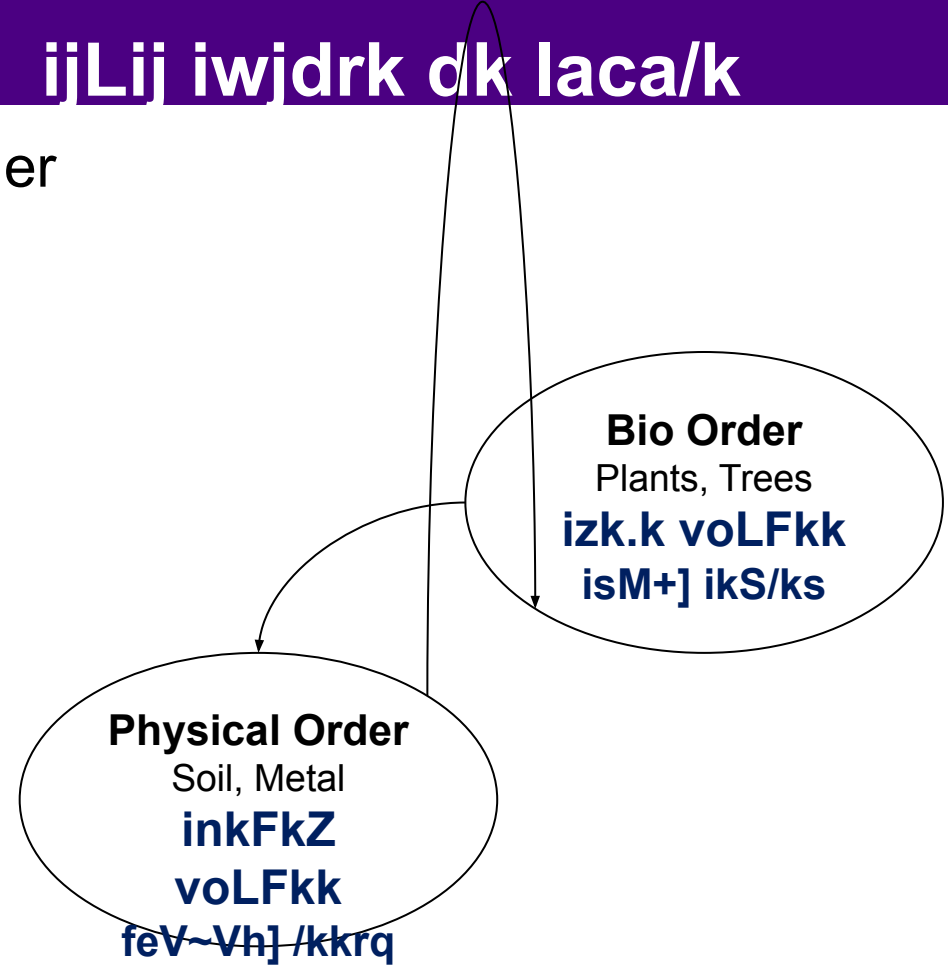 ijLij iwjdrk dk laca/k
er
Bio Order
Plants, Trees
izk.k voLFkk
isM+] ikS/ks
Physical Order
Soil, Metal
inkFkZ
voLFkk
feV~Vh] /kkrq